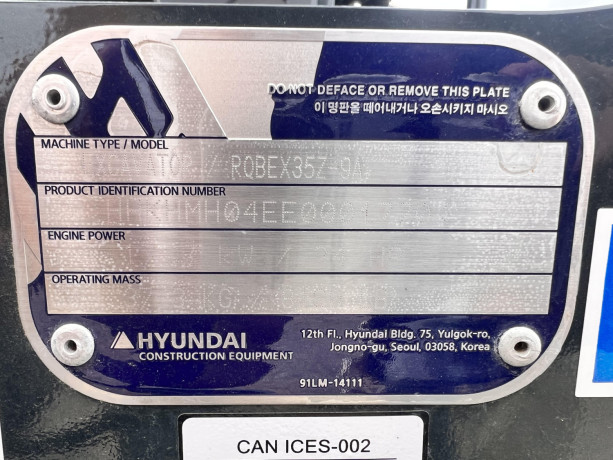 DO NOT DEFACE OR REMOVE THIS PLATE
이 명판을 떼어내거나 오손시키지 마시오
MACHINE TYPE / MODEL
/ ROBEX35Z-9A
PRODUCT IDENTIFICATION NUMBER
ENGINE POWER
OPERATING MASS
HYUNDAI
CONSTRUCTION EQUIPMENT
12th Fl., Hyundai Bldg. 75, Yulgok-ro,
Jongno-gu, Seoul, 03058, Korea
91LM-14111
CAN ICES-002